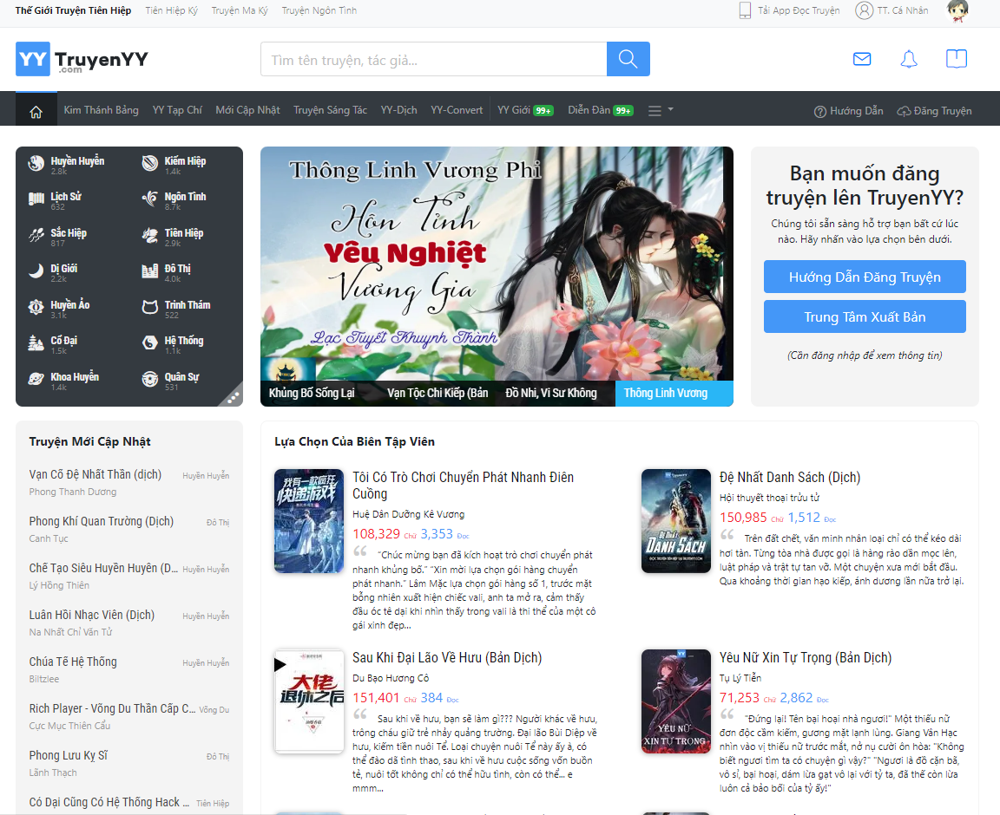 Thế Giới Truyện Tiên Hiệp Tiên Hiệp Kỳ Truyện Ma Ký Truyện Ngôn Tình Tải App Đọc Truyện TT. Cá Nhân
YY TruyenYY
.com
Tìm tên truyện, tác giả...
Kim Thánh Bảng YY Tạp Chí Mới Cập Nhật Truyện Sáng Tác YY-Dịch YY-Convert YY Giới 99+ Diễn Đàn 99+ Hướng Dẫn Đăng Truyện
Huyền Huyễn
2.8k
Kiếm Hiệp
1.4k
Lịch Sử
632
Ngôn Tình
8.7k
Sắc Hiệp
817
Tiên Hiệp
2.9k
Dị Giới
2.2k
Đô Thị
4.0k
Huyền Ảo
3.1k
Trinh Thám
522
Cổ Đại
1.5k
Hệ Thống
1.1k
Khoa Huyễn
1.4k
Quân Sự
531
Thông Linh Vương Phi
Hôn Tỉnh
Yêu Nghiệt
Vương Gia
Lạc Tuyết Khuynh Thành
Khủng Bố Sống Lại Vạn Tộc Chi Kiếp (Bản Đồ Nhi, Vi Sư Không Thông Linh Vương
Bạn muốn đăng
truyện lên TruyenYY?
Chúng tôi sẵn sàng hỗ trợ bạn bất cứ lúc
nào. Hãy nhấn vào lựa chọn bên dưới.
Hướng Dẫn Đăng Truyện
Trung Tâm Xuất Bản
(Cần đăng nhập để xem thông tin)
Truyện Mới Cập Nhật
Vạn Cổ Đệ Nhất Thần (dịch) Huyền Huyễn
Phong Thanh Dương
Phong Khí Quan Trường (Dịch) Đô Thị
Canh Tục
Chế Tạo Siêu Huyền Huyễn (D... Huyền Huyễn
Lý Hồng Thiên
Luân Hồi Nhạc Viên (Dịch) Huyền Huyễn
Na Nhất Chỉ Văn Tử
Chúa Tể Hệ Thống Huyền Huyễn
Biitzlee
Rich Player - Võng Du Thần Cấp C... Võng Du
Cực Mục Thiên Cẩu
Phong Lưu Kỵ Sĩ Đô Thị
Lãnh Thạch
Có Dại Cũng Có Hệ Thống Hack ... Tiên Hiệp
Lựa Chọn Của Biên Tập Viên
我有一款疯狂
快递游戏
Tôi Có Trò Chơi Chuyển Phát Nhanh Điên
Cuồng
Huệ Dân Dưỡng Kê Vương
108,329 Chữ 3,353 Đọc
“ "Chúc mừng bạn đã kích hoạt trò chơi chuyển phát
nhanh khủng bố." "Xin mời lựa chọn gói hàng chuyển
phát nhanh." Lâm Mặc lựa chọn gói hàng số 1, trước mặt
bỗng nhiên xuất hiện chiếc vali, anh ta mở ra, cảm thấy
đầu óc tê dại khi nhìn thấy trong vali là thi thể của một cô
gái xinh đẹp...
ĐỆ NHẤT
DANH SÁCH
Đệ Nhất Danh Sách (Dịch)
Hội thuyết thoại trửu tử
150,985 Chữ 1,512 Đọc
“ Trên đất chết, văn minh nhân loại chỉ có thể kéo dài
hơi tàn. Từng tòa nhà được gọi là hàng rào dần mọc lên,
luật pháp và trật tự tan vỡ. Một chuyện xưa mới bắt đầu.
Qua khoảng thời gian hạo kiếp, ánh dương lần nữa trở lại.
大佬
退休之后
Sau Khi Đại Lão Về Hưu (Bản Dịch)
Du Bạo Hương Cô
151,401 Chữ 384 Đọc
“ Sau khi về hưu, bạn sẽ làm gì??? Người khác về hưu,
trông cháu giữ trẻ nhảy quảng trường. Đại lão Bùi Diệp về
hưu, kiếm tiền nuôi Tể. Loại chuyện nuôi Tể này ấy à, có
thể đào dã tình thao, sau khi về hưu cuộc sống vốn buồn
tẻ, nuôi tốt không chỉ có thể hữu tình, còn có thể... e
mmm...
YY
YÊU NỮ
XIN TỰ TRỌNG
Yêu Nữ Xin Tự Trọng (Bản Dịch)
Tụ Lý Tiễn
71,253 Chữ 2,862 Đọc
“ "Đứng lại! Tên bại hoại nhà ngươi!" Một thiếu nữ
đơn độc cầm kiếm, gương mặt lạnh lùng. Giang Vân Hạc
nhìn vào vị thiếu nữ trước mắt, nở nụ cười ôn hòa: "Không
biết ngươi tìm ta có chuyện gì vậy?" "Ngươi là đồ cặn bã,
vô sỉ, bại hoại, dám lừa gạt vô lại với tỷ ta, đã thế còn lừa
luôn cả bảo bối của tỷ ấy!"